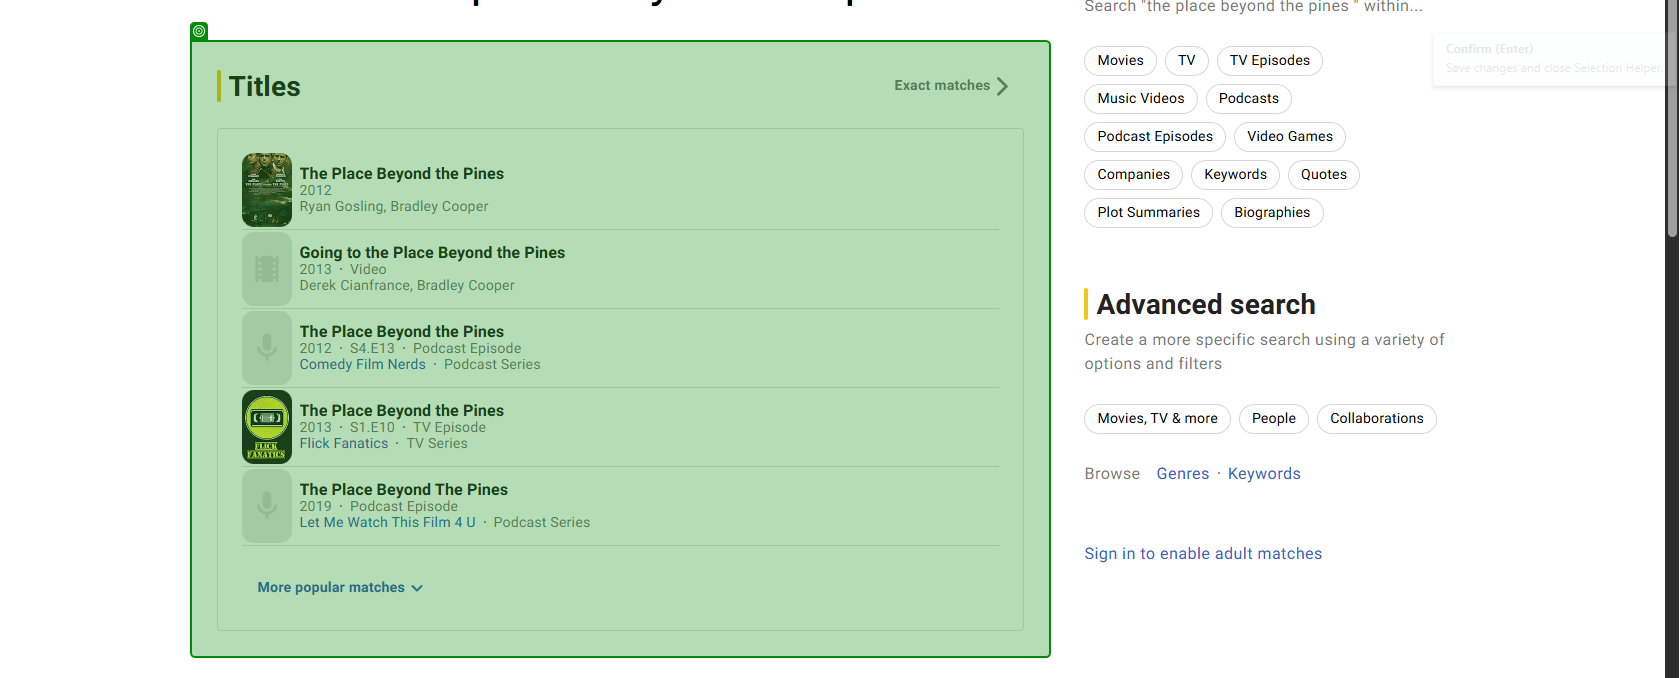 Titles
Exact matches
The Place Beyond the Pines
2012
Ryan Gosling, Bradley Cooper
Going to the Place Beyond the Pines
2013 · Video
Derek Cianfrance, Bradley Cooper
The Place Beyond the Pines
2012 · S4.E13 · Podcast Episode
Comedy Film Nerds · Podcast Series
FLICK
FANATICS
The Place Beyond the Pines
2013 · S1.E10 · TV Episode
Flick Fanatics · TV Series
The Place Beyond The Pines
2019 · Podcast Episode
Let Me Watch This Film 4 U · Podcast Series
More popular matches
Search "the place beyond the pines " within...
Movies TV TV Episodes
Music Videos Podcasts
Podcast Episodes Video Games
Companies Keywords Quotes
Plot Summaries Biographies
Advanced search
Create a more specific search using a variety of
options and filters
Movies, TV & more People Collaborations
Browse Genres · Keywords
Sign in to enable adult matches
Confirm (Enter)
Save changes and close Selection Helper.